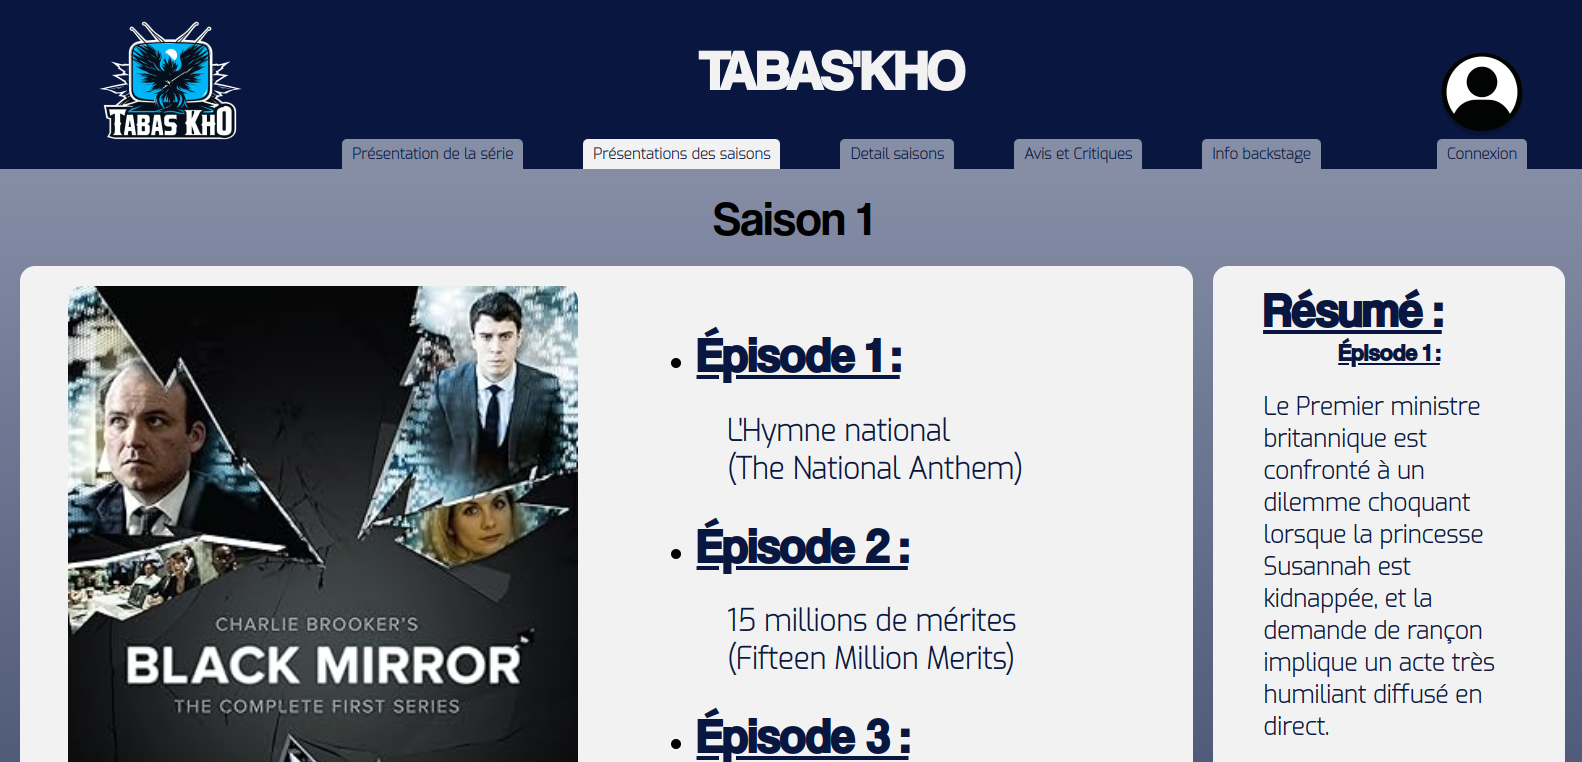 TABAS KHO
TABAS'KHO
Présentation de la série
Présentations des saisons
Detail saisons
Avis et Critiques
Info backstage
Connexion
Saison 1
CHARLIE BROOKER'S
BLACK MIRROR
THE COMPLETE FIRST SERIES
Épisode 1 :
L'Hymne national
(The National Anthem)
Épisode 2 :
15 millions de mérites
(Fifteen Million Merits)
Épisode 3 :
Résumé :
Épisode 1 :
Le Premier ministre
britannique est
confronté à un
dilemme choquant
lorsque la princesse
Susannah est
kidnappée, et la
demande de rançon
implique un acte très
humiliant diffusé en
direct.